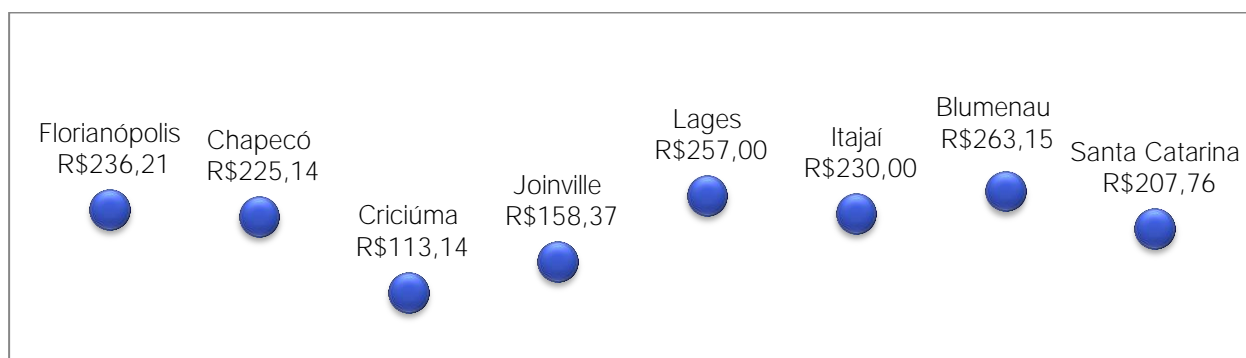 Florianópolis
R$236,21
Chapecó
R$225,14
Criciúma
R$113,14
Joinville
R$158,37
Lages
R$257,00
Itajaí
R$230,00
Blumenau
R$263,15
Santa Catarina
R$207,76